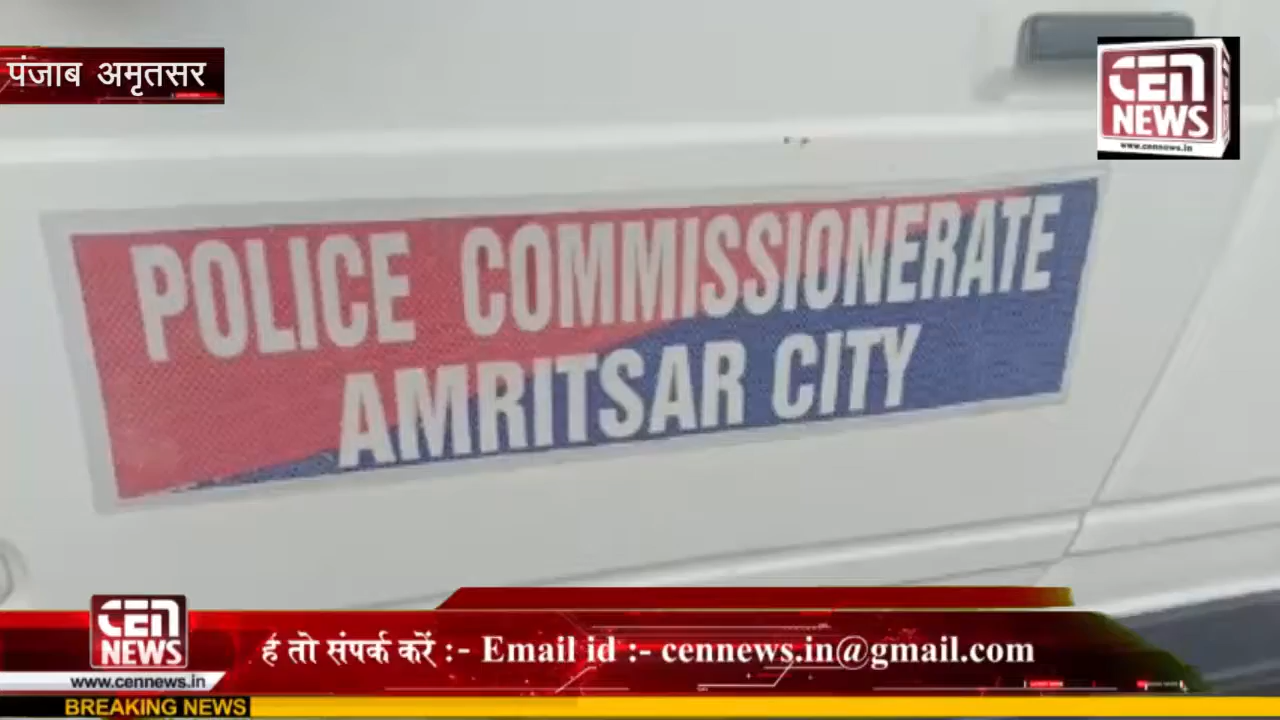 पंजाब अमृतसर
CEN
NEWS
www.cennews.in
POLICE COMMISSIONERATE
AMRITSAR CITY
CEN
NEWS
तो संपर्क करें :- Email id :- cennews.in@gmail.com
www.cennews.in
BREAKING NEWS